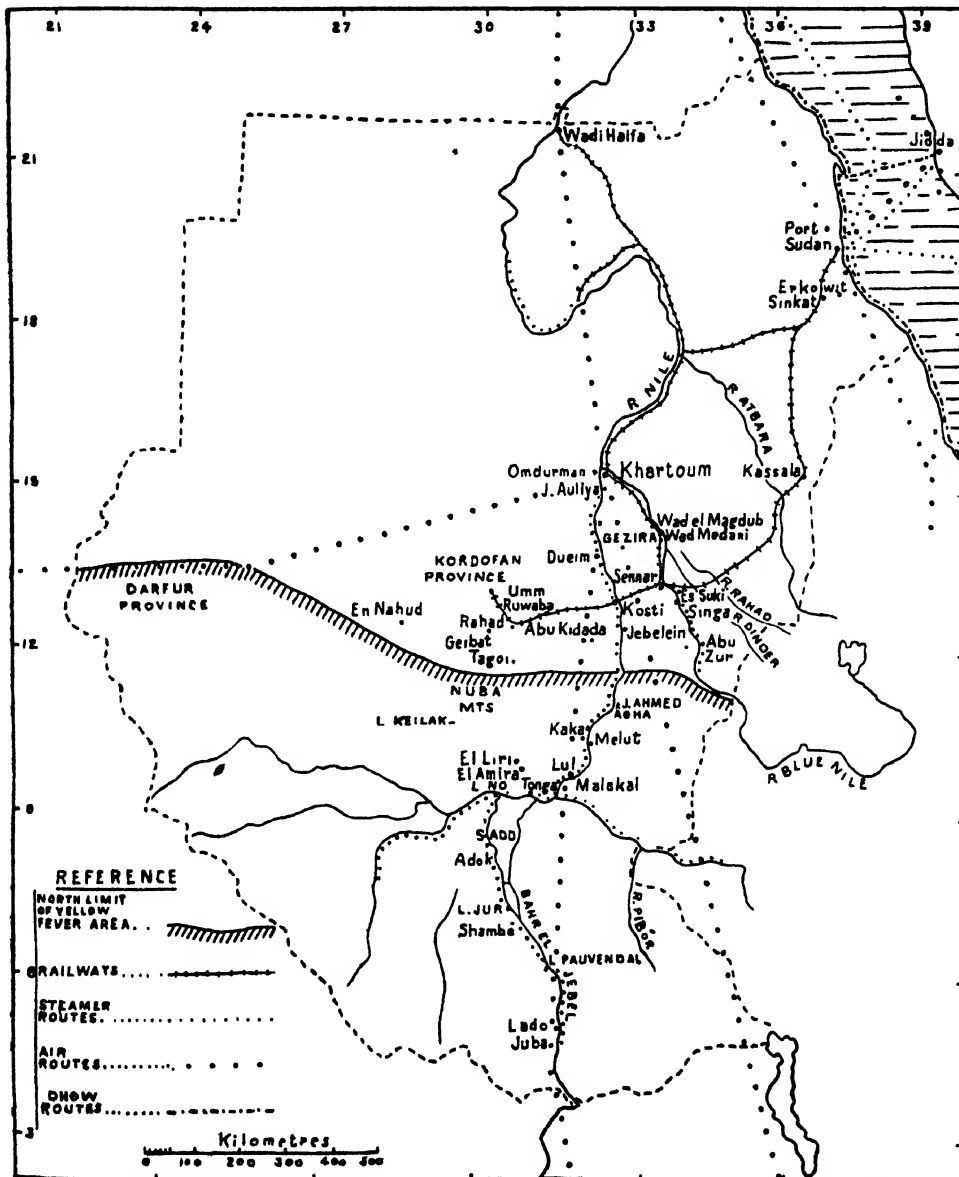 21 24 27 30 33 36 39
21
Wadi Halfa
Jidda
Port
Sudan
Erkowit
Sinkat
18
R NILE
R ATBARA
15
Omdurman
Khartoum
Kassala
J. Auliya
Wad el Magdub
GEZIRA
Wad Medani
Dueim
KORDOFAN
PROVINCE
Sennar
DARFUR
PROVINCE
Umm
Ruwaba
Es Suki
Singa
R. RAHAD
R DINDER
En Nahud
Kosti
Rahad
Abu Kidada
Jebelein
Geibat
Abu
Zur
12
Tagoi
NUBA
MTS
J. AHMED
AGHA
L KEILAK
Kaka
Melut
El Liri
El Amira
Lul
R BLUE NILE
L NO
Tonga
Malakal
9
SADD
Adok
REFERENCE
NORTH LIMIT
OF YELLOW
FEVER AREA
L. JUR
Shambe
BAHR EL JEBEL
R. PIBOR
6
RAILWAYS
L PAUVENDAL
STEAMER
ROUTES
Lado
Juba
AIR
ROUTES
DHOW
ROUTES
3
Kilometres
0 100 200 300 400 500